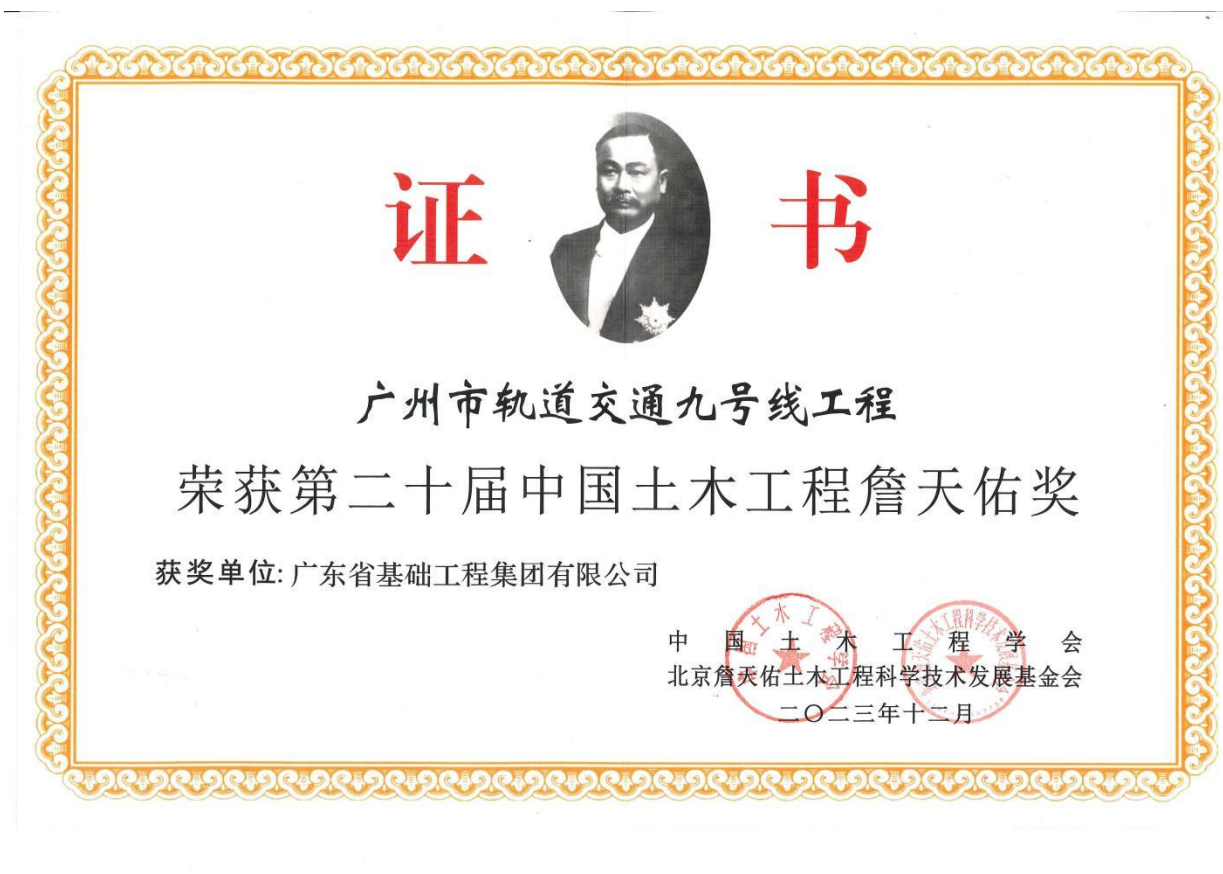 证书
广州市轨道交通九号线工程
荣获第二十届中国土木工程詹天佑奖
获奖单位: 广东省基础工程集团有限公司
中国土木工程学会
北京詹天佑土木工程科学技术发展基金会
二〇二三年十二月